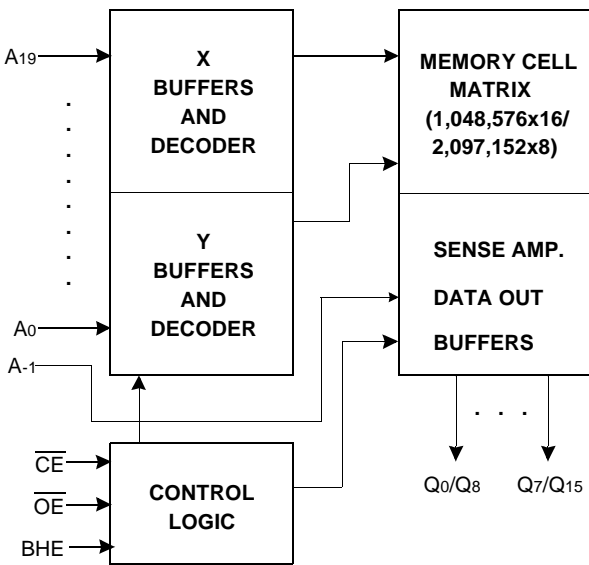 A19
A0
A-1
CE
OE
BHE
X
BUFFERS
AND
DECODER
Y
BUFFERS
AND
DECODER
CONTROL
LOGIC
MEMORY CELL
MATRIX
(1,048,576x16/
2,097,152x8)
SENSE AMP.
DATA OUT
BUFFERS
. . .
Q0/Q8
Q7/Q15